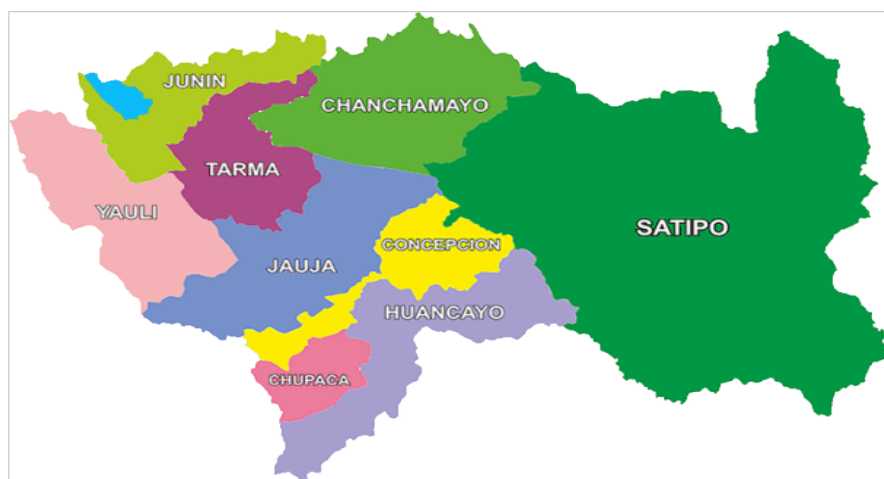 JUNIN
CHANCHAMAYO
TARMA
YAULI
SATIPO
CONCEPCION
JAUJA
HUANCAYO
CHUPACA